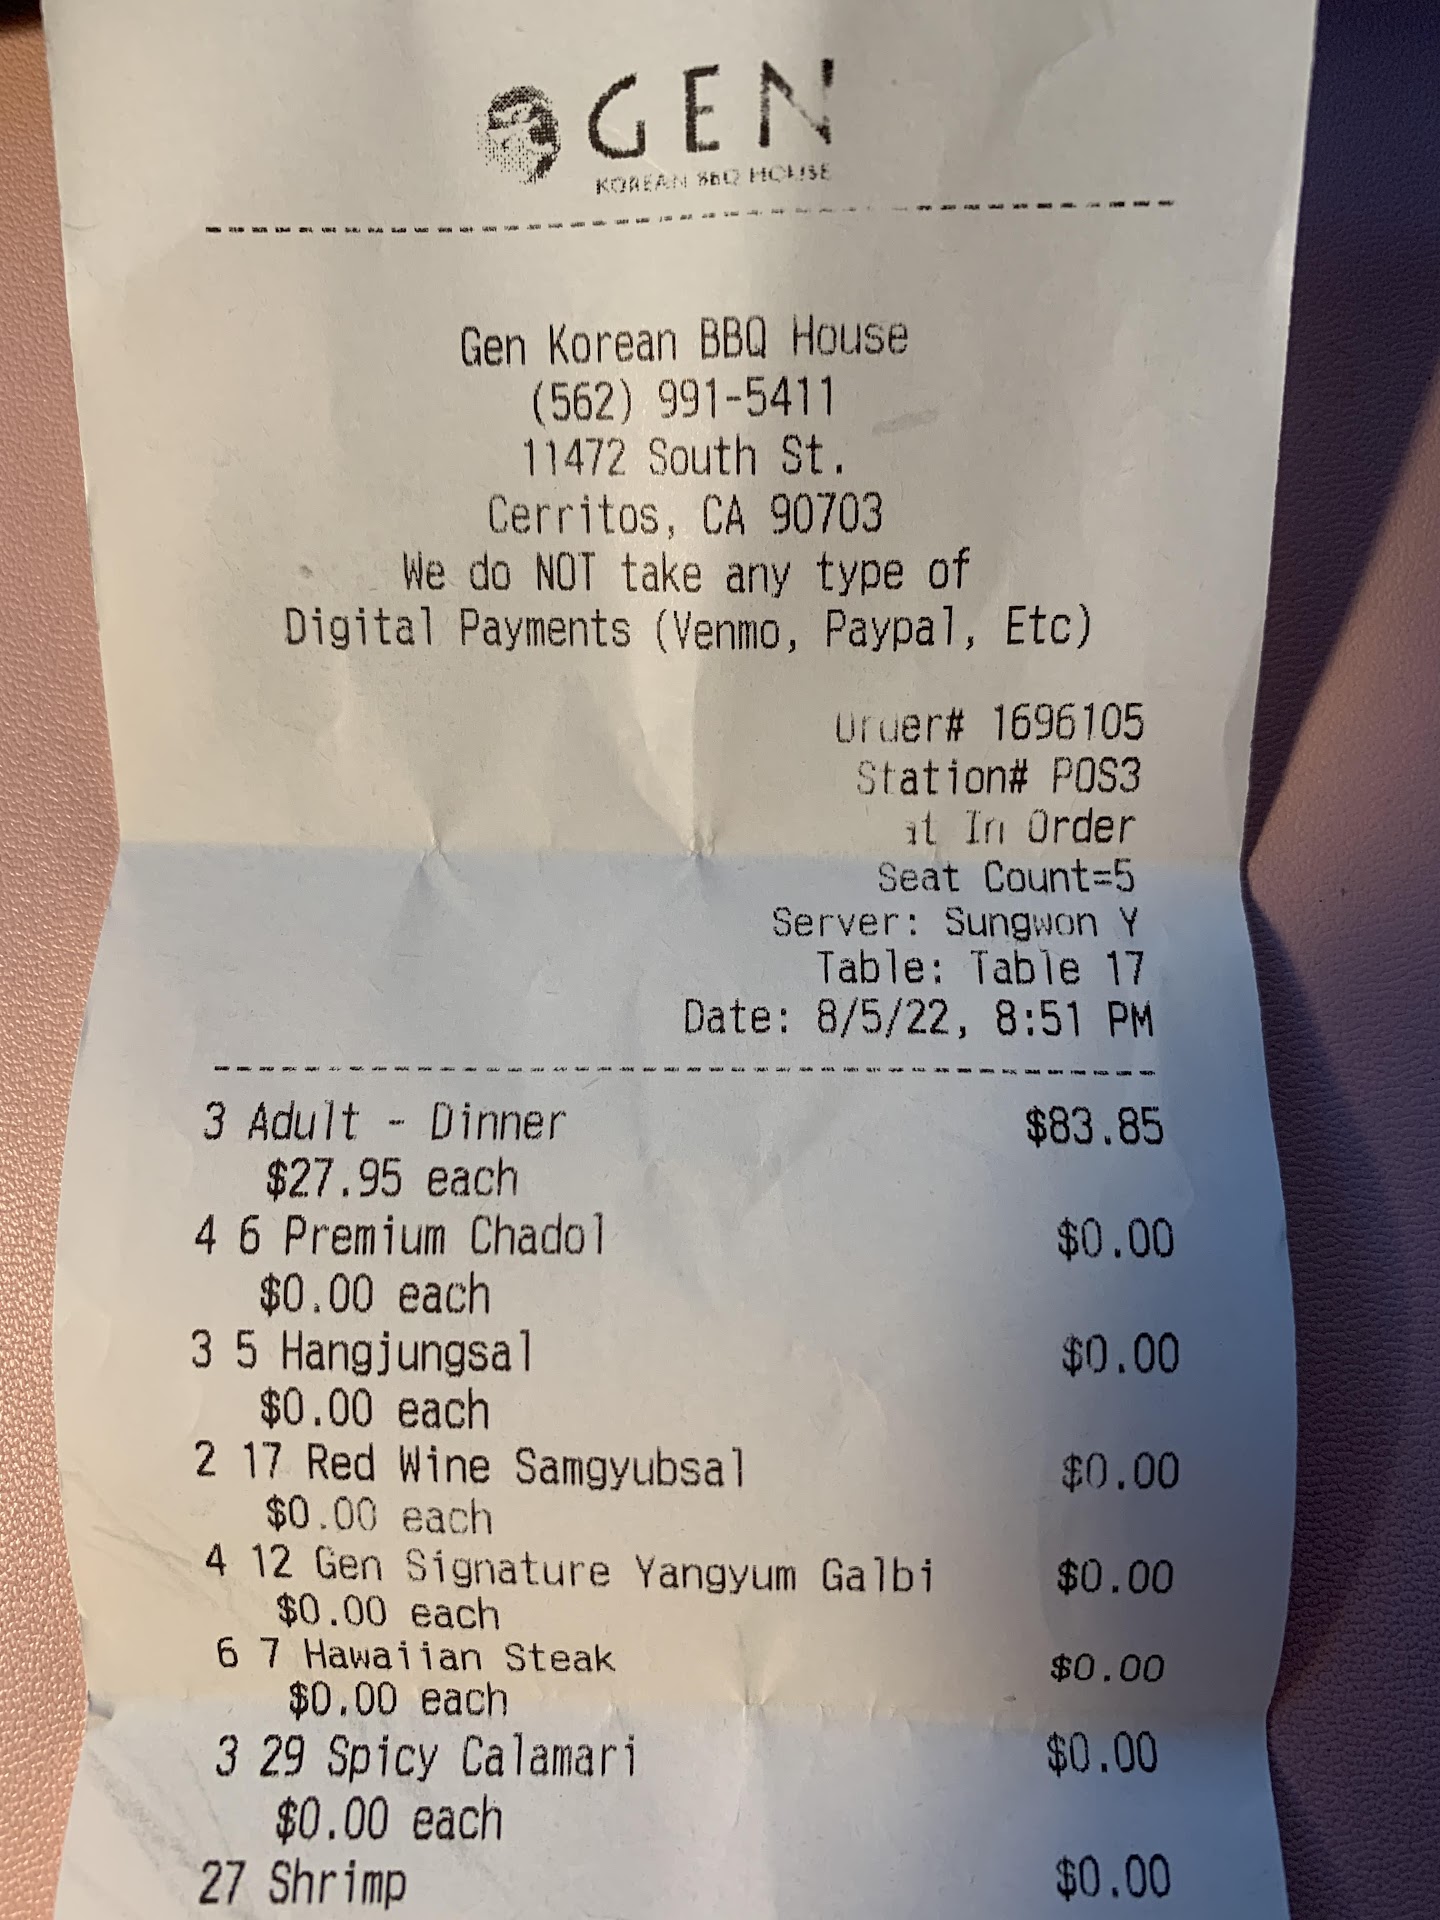 GEN
KOREAN BBQ HOUSE
Gen Korean BBQ House
(562) 991-5411
11472 South St.
Cerritos, CA 90703
We do NOT take any type of
Digital Payments (Venmo, Paypal, Etc)
Order# 1696105
Station# POS3
at In Order
Seat Count=5
Server: Sungwon Y
Table: Table 17
Date: 8/5/22, 8:51 PM
3 Adult - Dinner $83.85
$27.95 each
4 6 Premium Chadol $0.00
$0.00 each
3 5 Hangjungsal $0.00
$0.00 each
2 17 Red Wine Samgyubsal $0.00
$0.00 each
4 12 Gen Signature Yangyum Galbi $0.00
$0.00 each
6 7 Hawaiian Steak $0.00
$0.00 each
3 29 Spicy Calamari $0.00
$0.00 each
27 Shrimp $0.00